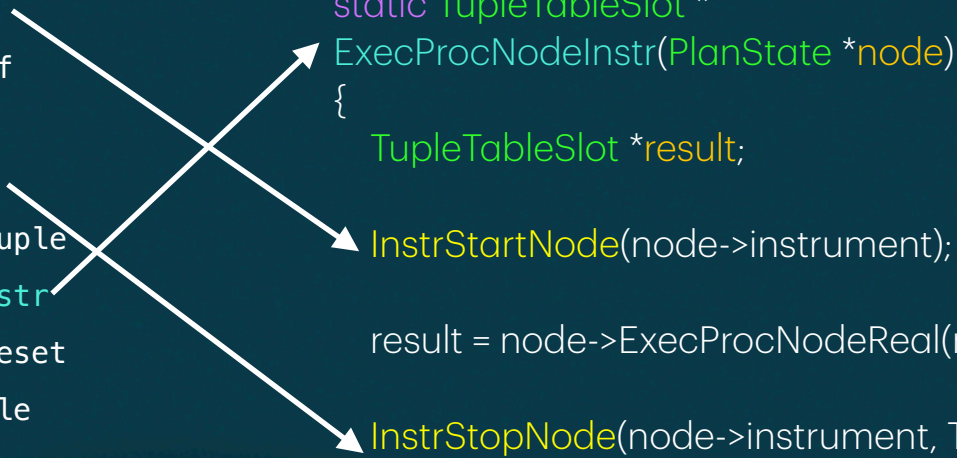 static TupleTableSlot *
ExecProcNodeInstr(PlanState *node)
f
{
TupleTableSlot *result;
uple
InstrStartNode(node->instrument);
str
eset
result = node->ExecProcNodeReal(
le
InstrStopNode(node->instrument, T